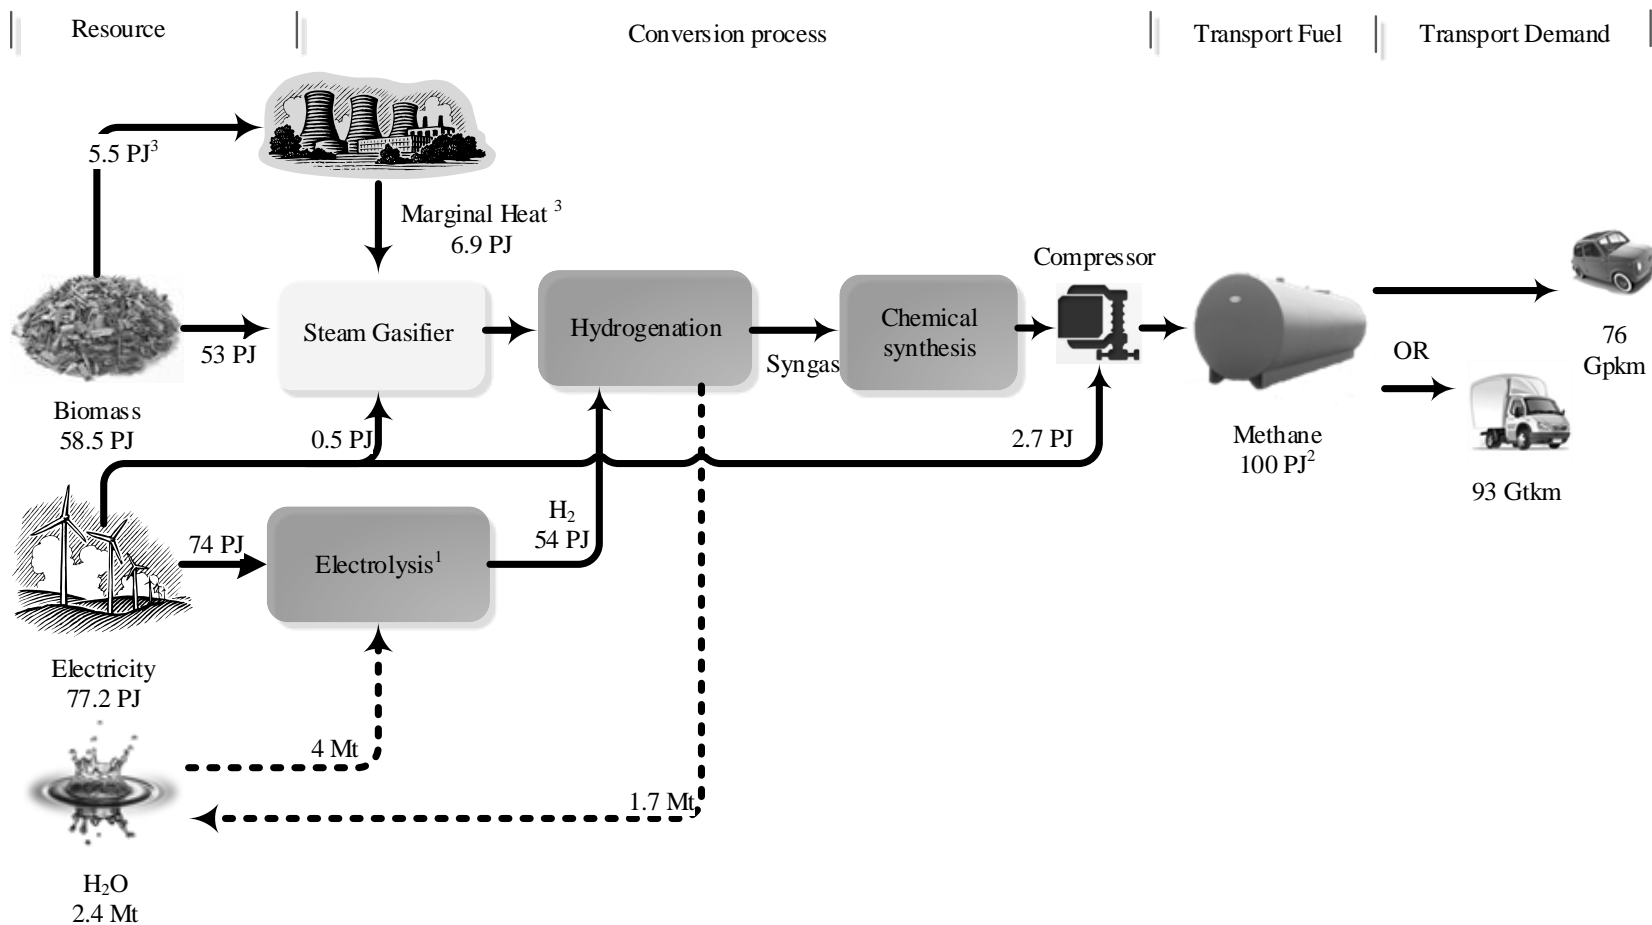 Resource
Conversion process
Transport Fuel
Transport Demand
5.5 PJ³
Marginal Heat ³
6.9 PJ
Compressor
Steam Gasifier
Hydrogenation
Chemical
synthesis
53 PJ
Syngas
OR
76
Gpkm
Biomass
58.5 PJ
0.5 PJ
2.7 PJ
Methane
100 PJ²
93 Gtkm
H₂
54 PJ
74 PJ
Electrolysis¹
Electricity
77.2 PJ
4 Mt
1.7 Mt
H₂O
2.4 Mt